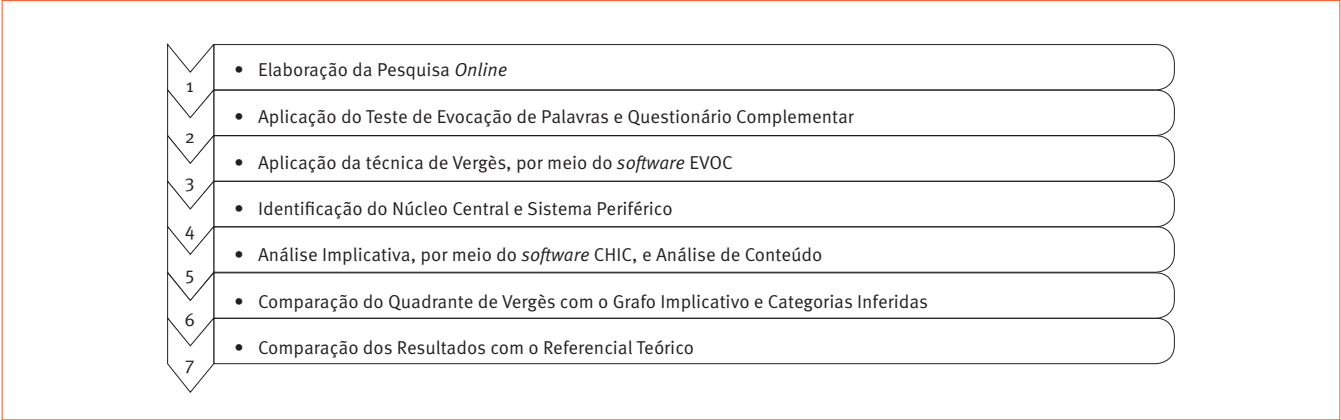 1
• Elaboração da Pesquisa Online
2
• Aplicação do Teste de Evocação de Palavras e Questionário Complementar
3
• Aplicação da técnica de Vergès, por meio do software EVOC
4
• Identificação do Núcleo Central e Sistema Periférico
5
• Análise Implicativa, por meio do software CHIC, e Análise de Conteúdo
6
• Comparação do Quadrante de Vergès com o Grafo Implicativo e Categorias Inferidas
7
• Comparação dos Resultados com o Referencial Teórico